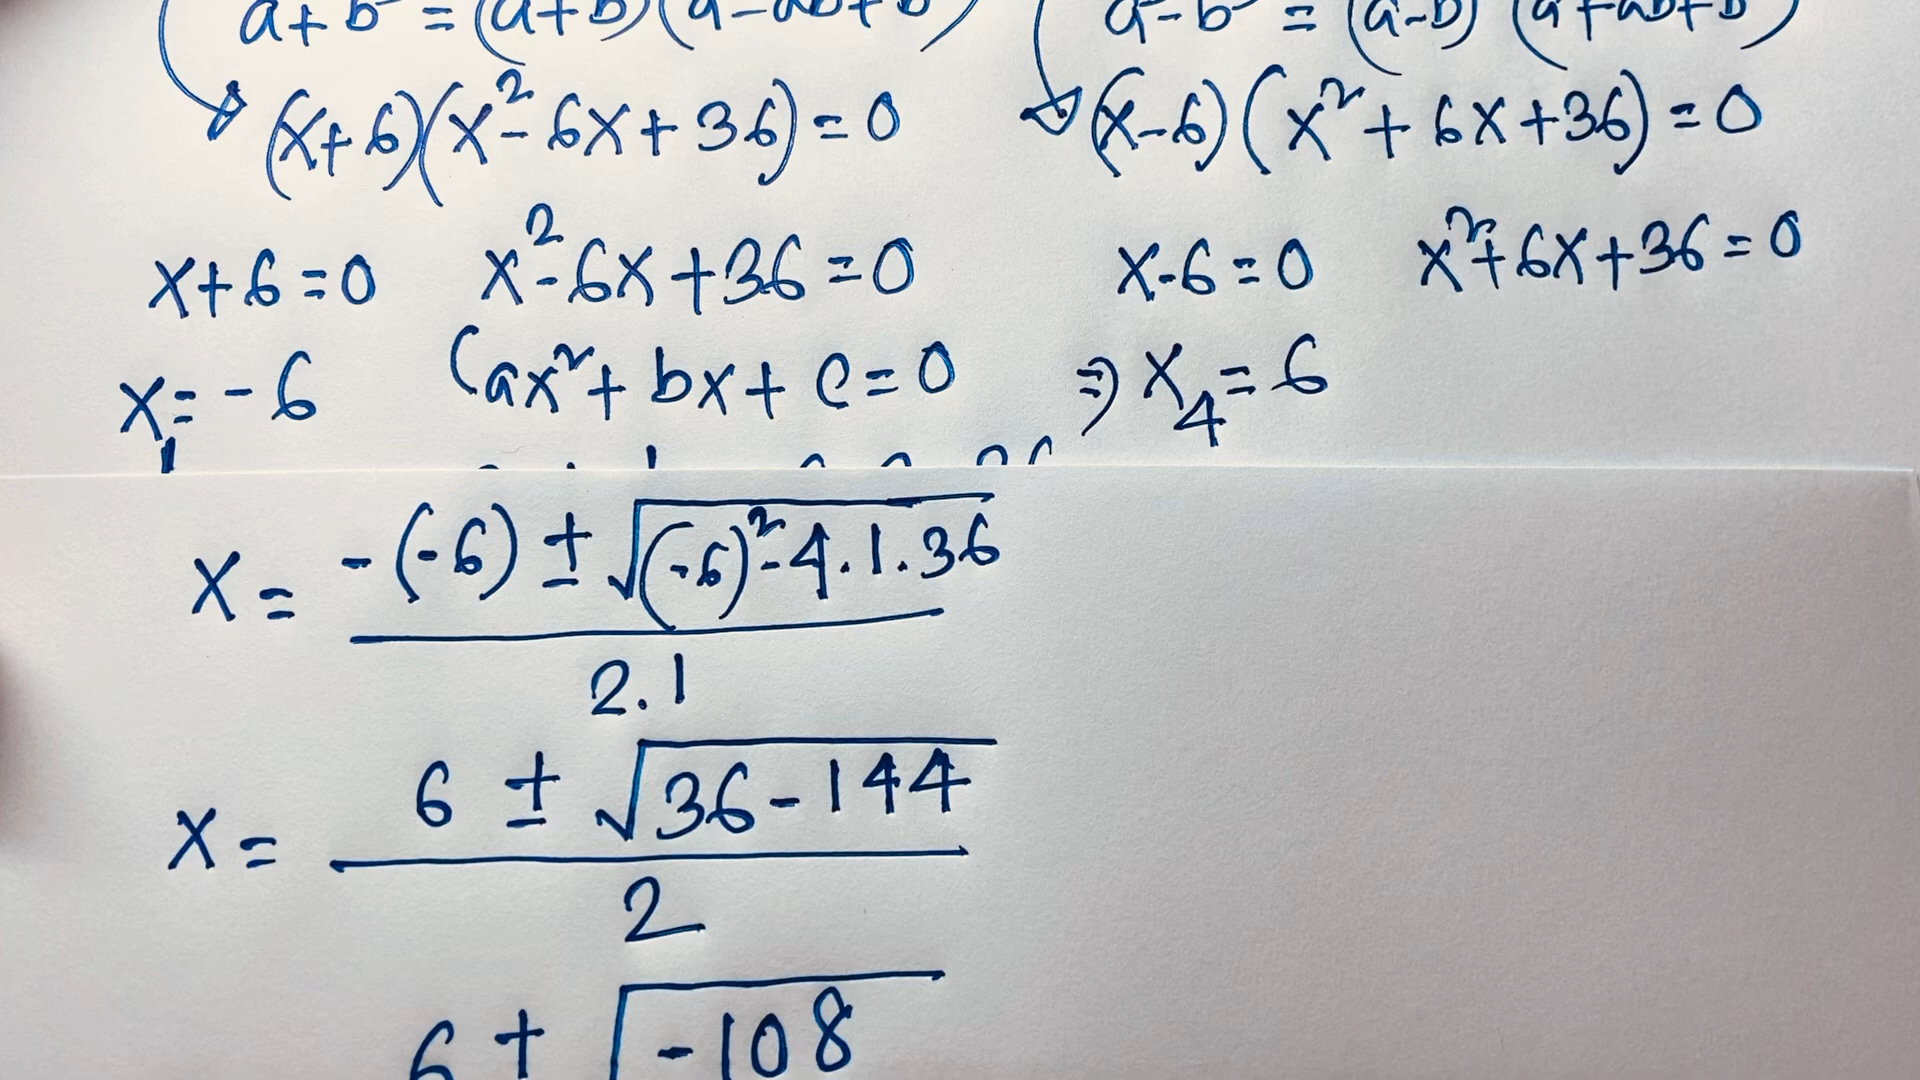 (x+6)(x²-6x+36)=0 (x-6)(x²+6x+36)=0
x+6=0 x²-6x+36=0 x-6=0 x²+6x+36=0
x₁=-6 (ax²+bx+c=0 ⇒ x₄=6
x = -(-6) ± √(-6)²-4.1.36
2.1
x = 6 ± √36-144
2
6 ± √-108